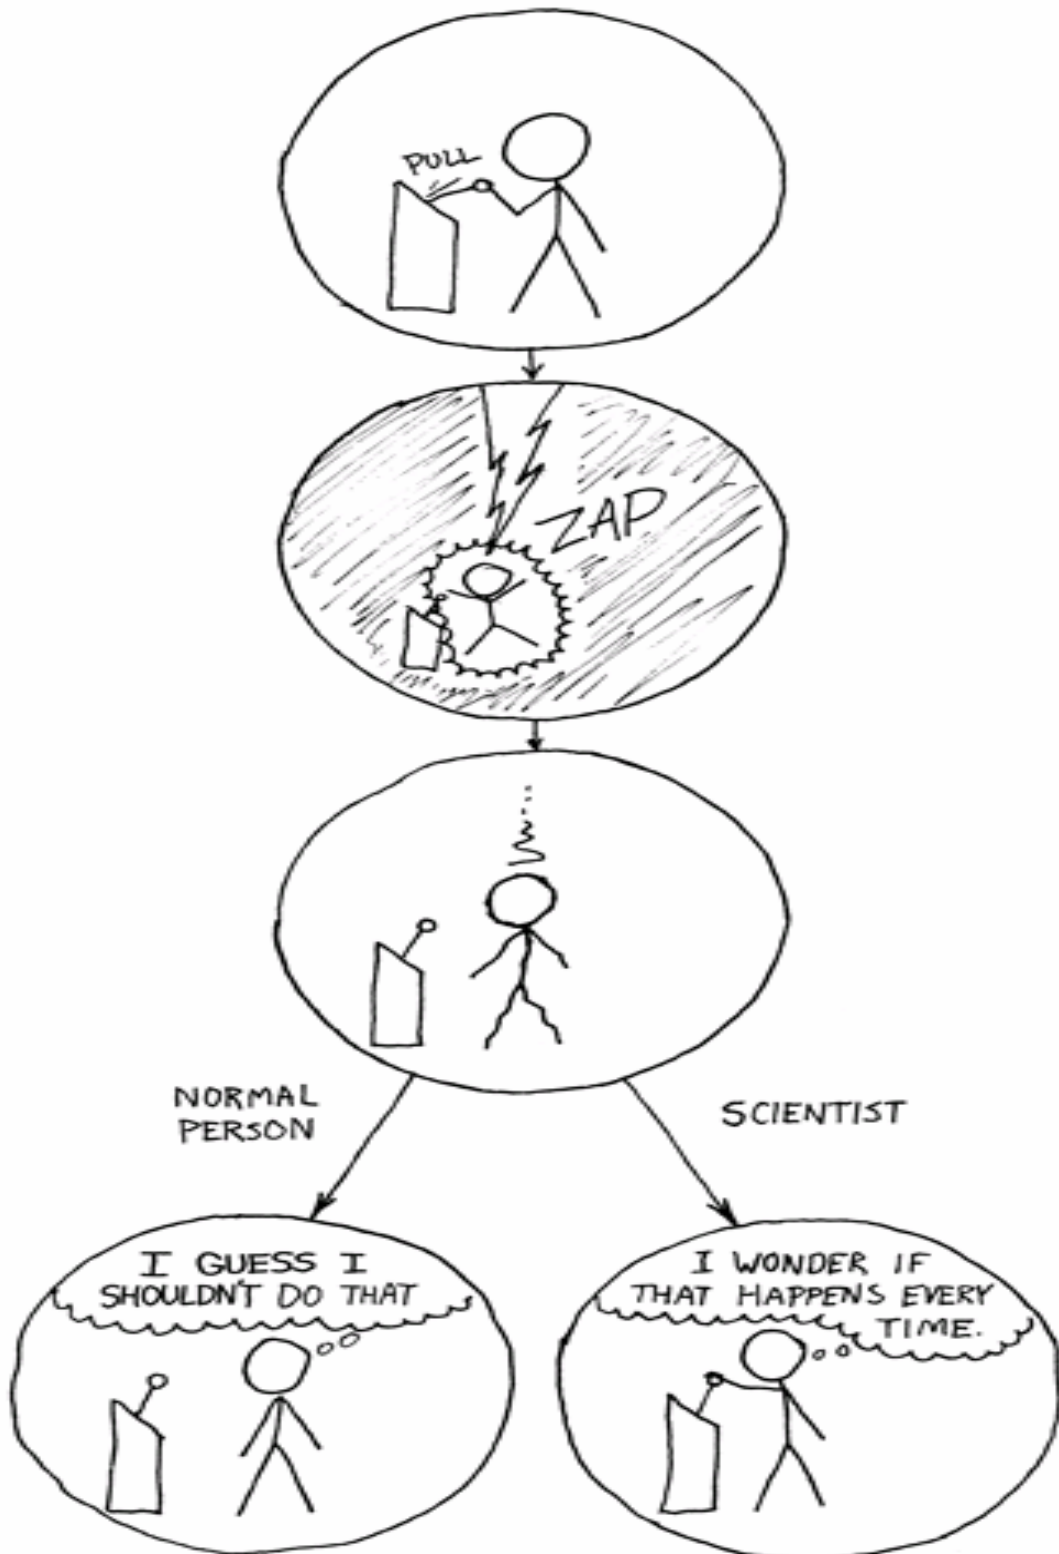 PULL
ZAP
NORMAL
PERSON
SCIENTIST
I GUESS I
SHOULDN'T DO THAT
I WONDER IF
THAT HAPPENS EVERY
TIME.